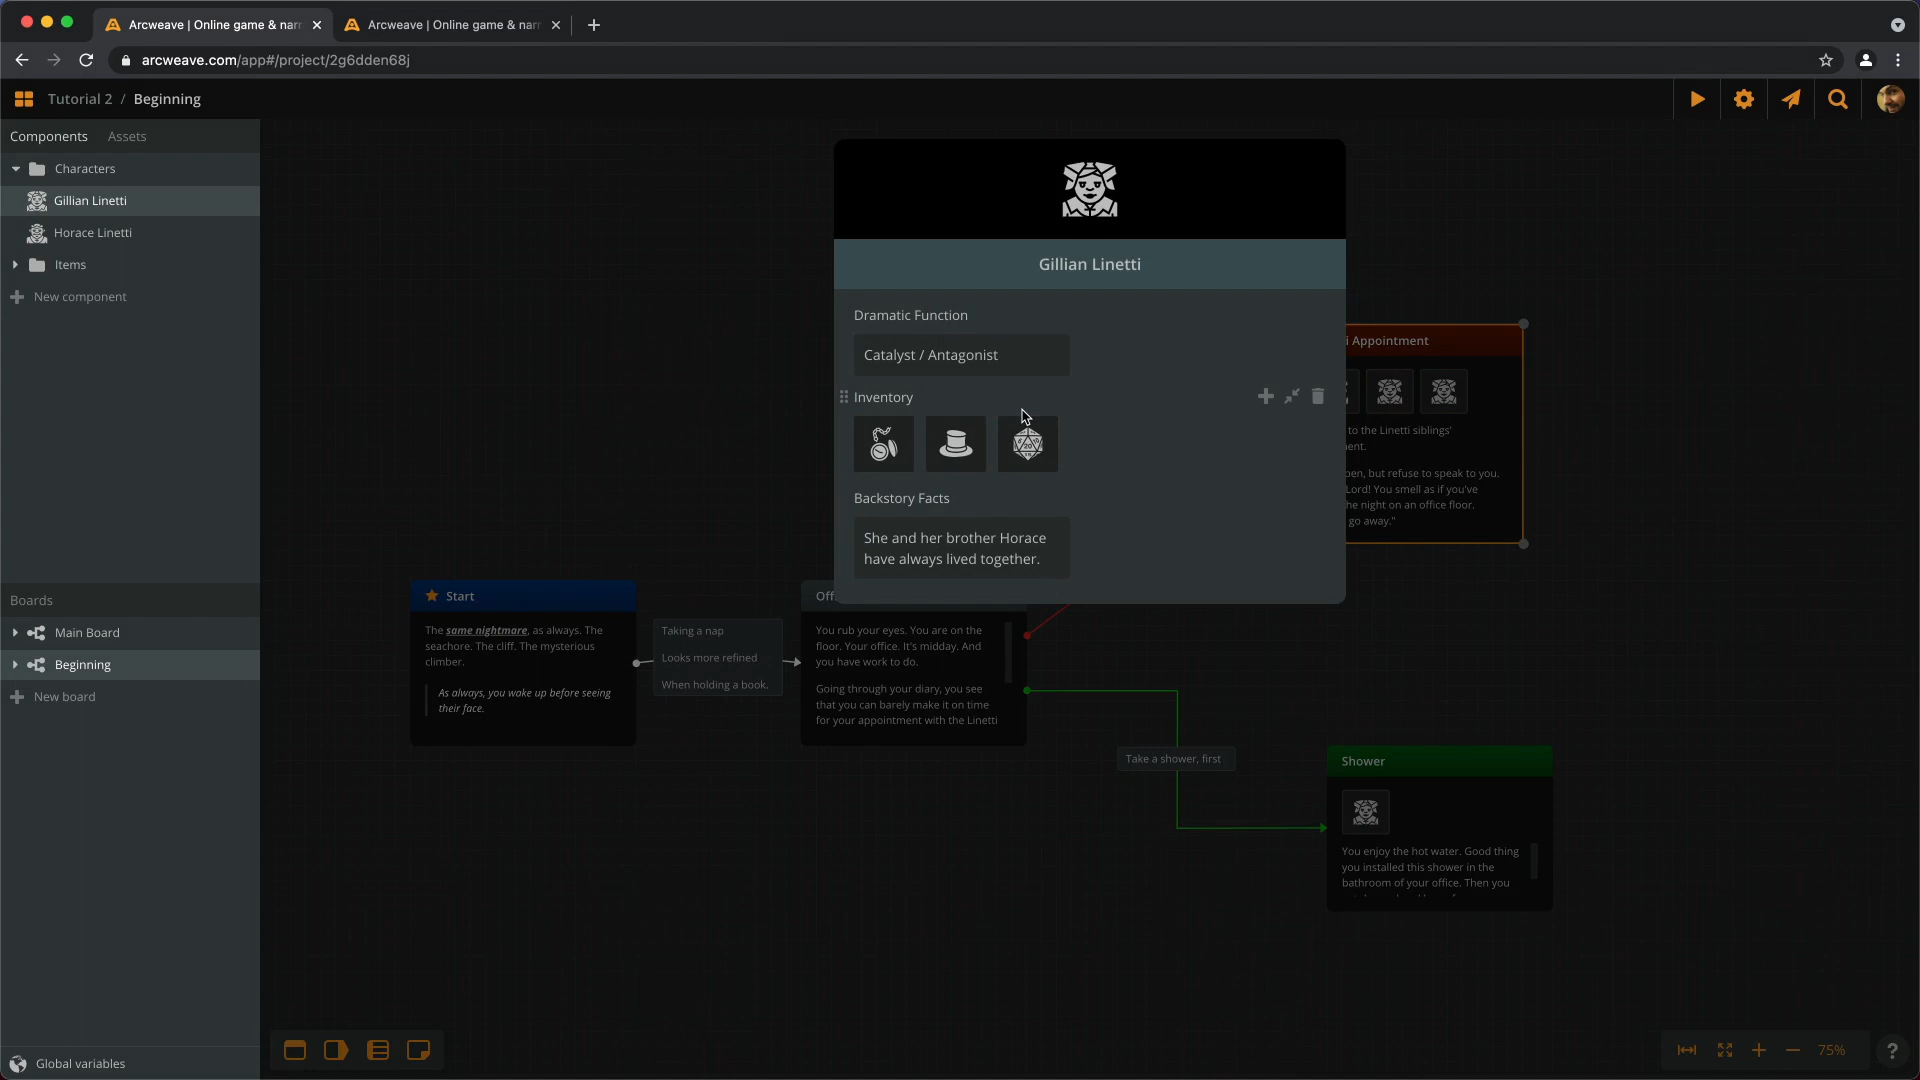 Arcweave | Online game & narr
Arcweave | Online game & narr
arcweave.com/app#/project/2g6dden68j
Tutorial 2 / Beginning
Components Assets
Characters
Gillian Linetti
Horace Linetti
Items
New component
Boards
Main Board
Beginning
New board
Global variables
Gillian Linetti
Dramatic Function
Catalyst / Antagonist
Inventory
Backstory Facts
She and her brother Horace
have always lived together.
Start
The same nightmare, as always. The
seachore. The cliff. The mysterious
climber.
As always, you wake up before seeing
their face.
Taking a nap
Looks more refined
When holding a book.
Off
You rub your eyes. You are on the
floor. Your office. It's midday. And
you have work to do.
Going through your diary, you see
that you can barely make it on time
for your appointment with the Linetti
i Appointment
to the Linetti siblings'
ent.
pen, but refuse to speak to you.
Lord! You smell as if you've
the night on an office floor.
go away."
Take a shower, first
Shower
You enjoy the hot water. Good thing
you installed this shower in the
bathroom of your office. Then you
75%